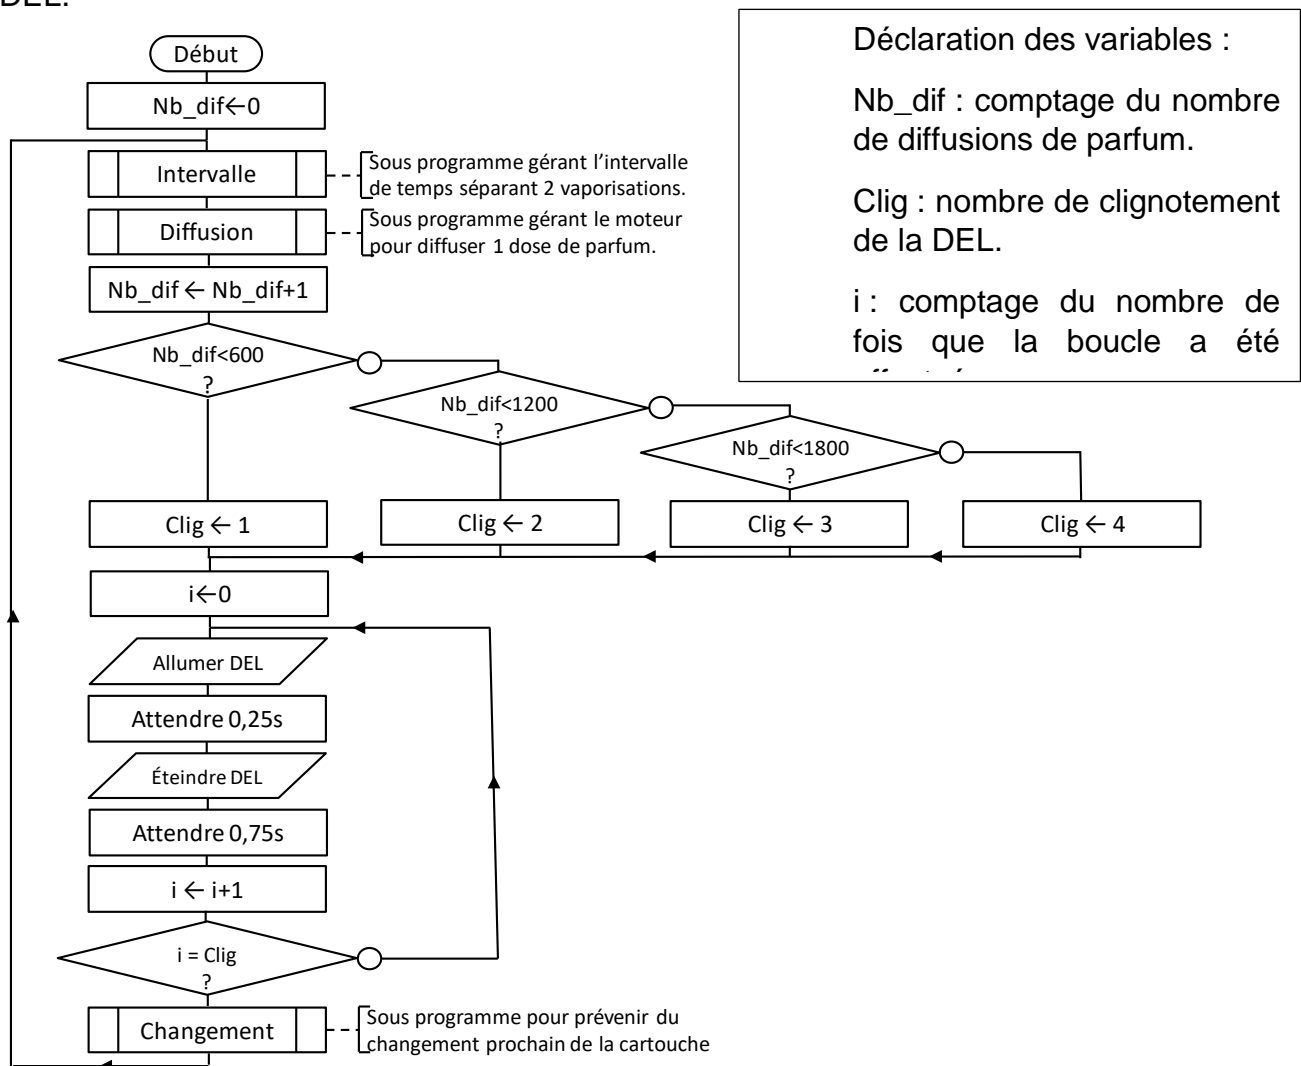 DEL.
Début
Nb_dif←0
Intervalle
Sous programme gérant l'intervalle
de temps séparant 2 vaporisations.
Diffusion
Sous programme gérant le moteur
pour diffuser 1 dose de parfum.
Nb_dif ← Nb_dif+1
Nb_dif<600
?
Nb_dif<1200
?
Nb_dif<1800
?
Clig ← 1
Clig ← 2
Clig ← 3
Clig ← 4
i←0
Allumer DEL
Attendre 0,25s
Éteindre DEL
Attendre 0,75s
i ← i+1
i = Clig
?
Changement
Sous programme pour prévenir du
changement prochain de la cartouche
Déclaration des variables :
Nb_dif : comptage du nombre
de diffusions de parfum.
Clig : nombre de clignotement
de la DEL.
i : comptage du nombre de
fois que la boucle a été